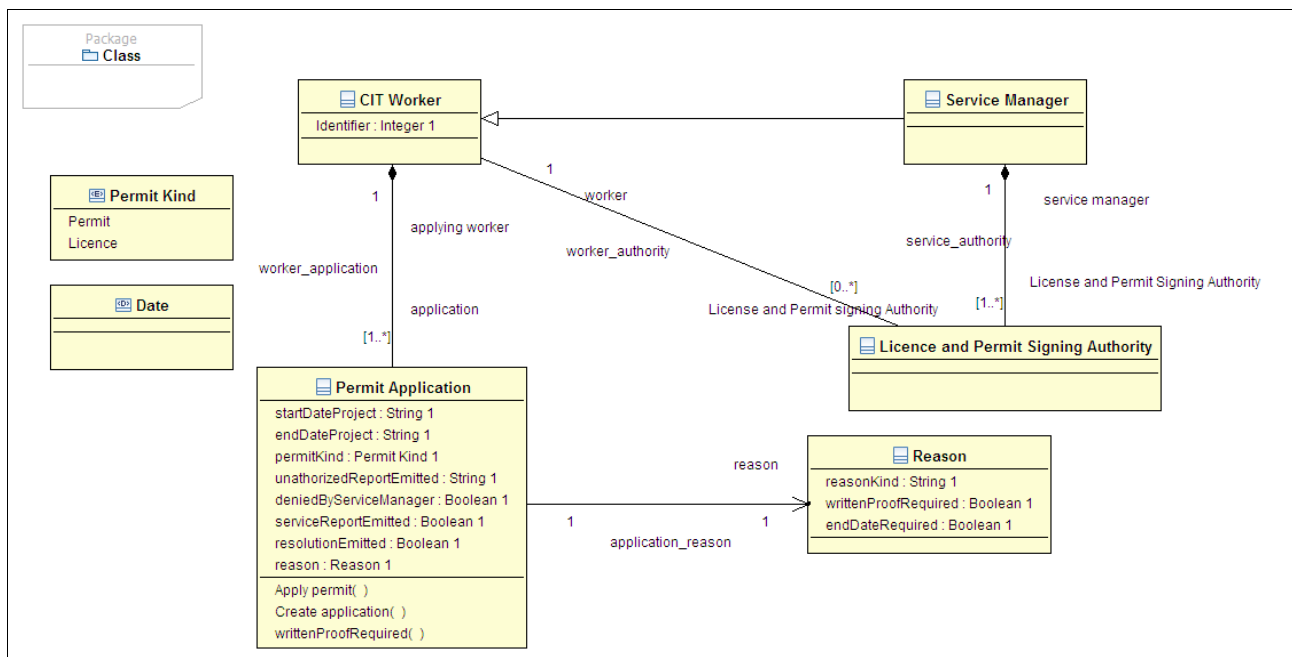 Package
Class
CIT Worker
Identifier : Integer 1
Service Manager
Permit Kind
Permit
Licence
Date
1
applying worker
worker_application
application
[1..*]
1
worker
worker_authority
[0..*]
License and Permit signing Authority
1
service manager
service_authority
License and Permit Signing Authority
[1..*]
Licence and Permit Signing Authority
Permit Application
startDateProject : String 1
endDateProject : String 1
permitKind : Permit Kind 1
unathorizedReportEmitted : String 1
deniedByServiceManager : Boolean 1
serviceReportEmitted : Boolean 1
resolutionEmitted : Boolean 1
reason : Reason 1
Apply permit( )
Create application( )
writtenProofRequired( )
reason
1
1
application_reason
Reason
reasonKind : String 1
writtenProofRequired : Boolean 1
endDateRequired : Boolean 1